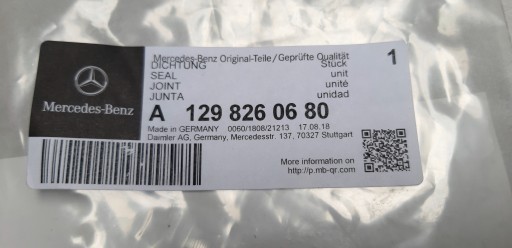 Mercedes-Benz
Mercedes-Benz Original-Teile/Geprüfte Qualität
1
DICHTUNG Stück
SEAL unit
JOINT unité
JUNTA unidad
A 129 826 06 80
Made in GERMANY 0060/1808/21213 17.08.18
Daimler AG, Germany, Mercedesstr. 137, 70327 Stuttgart
More information on
http://p.mb-qr.com